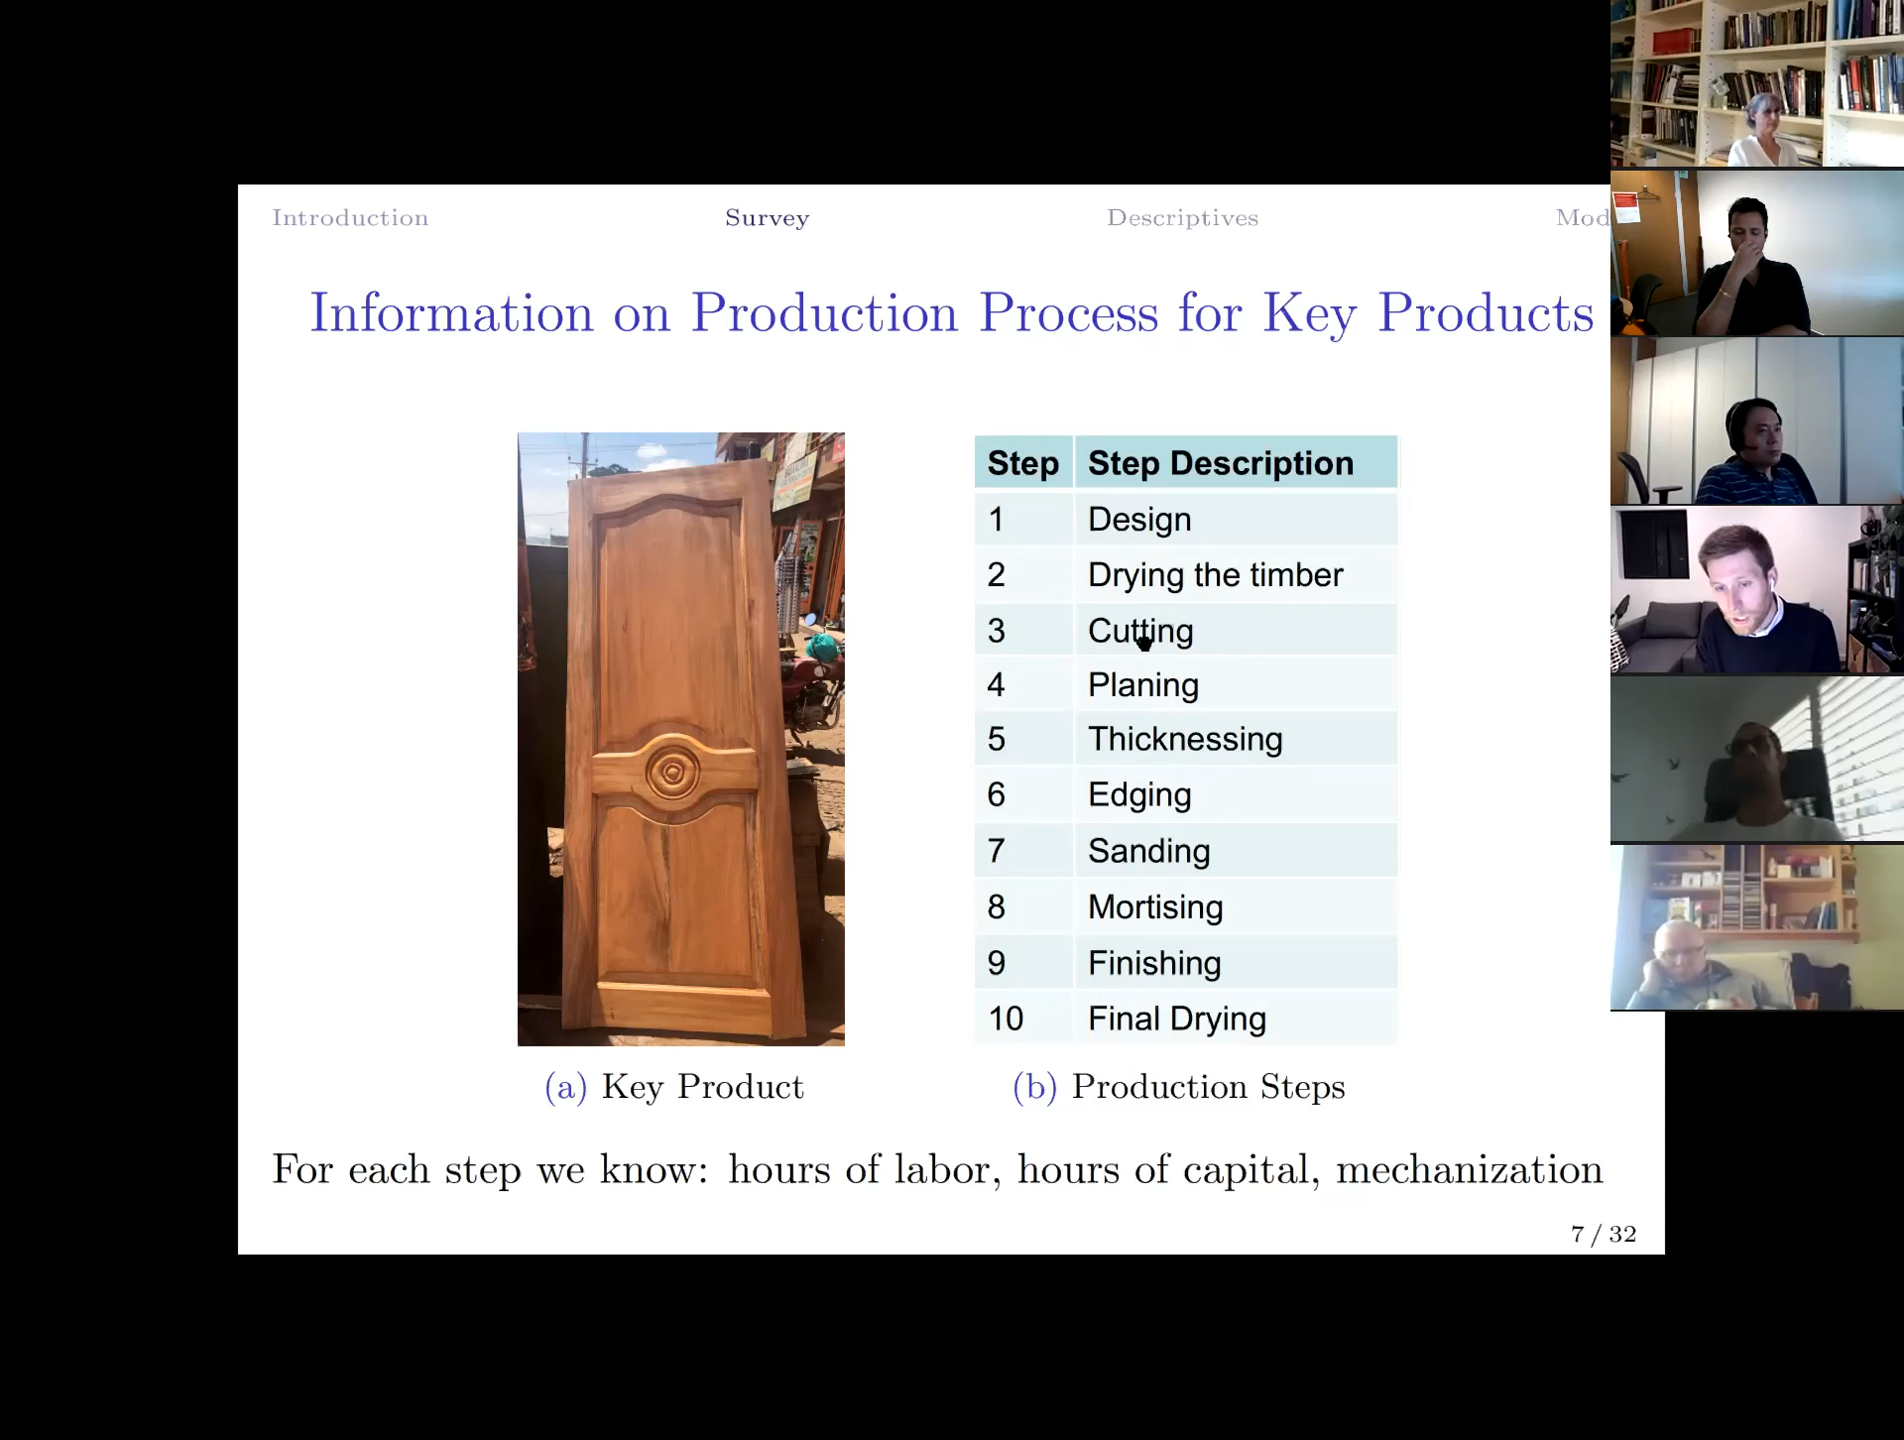 Introduction Survey Descriptives Mod
Information on Production Process for Key Products
Step Step Description
1 Design
2 Drying the timber
3 Cutting
4 Planing
5 Thicknessing
6 Edging
7 Sanding
8 Mortising
9 Finishing
10 Final Drying
(a) Key Product
(b) Production Steps
For each step we know: hours of labor, hours of capital, mechanization
7 / 32